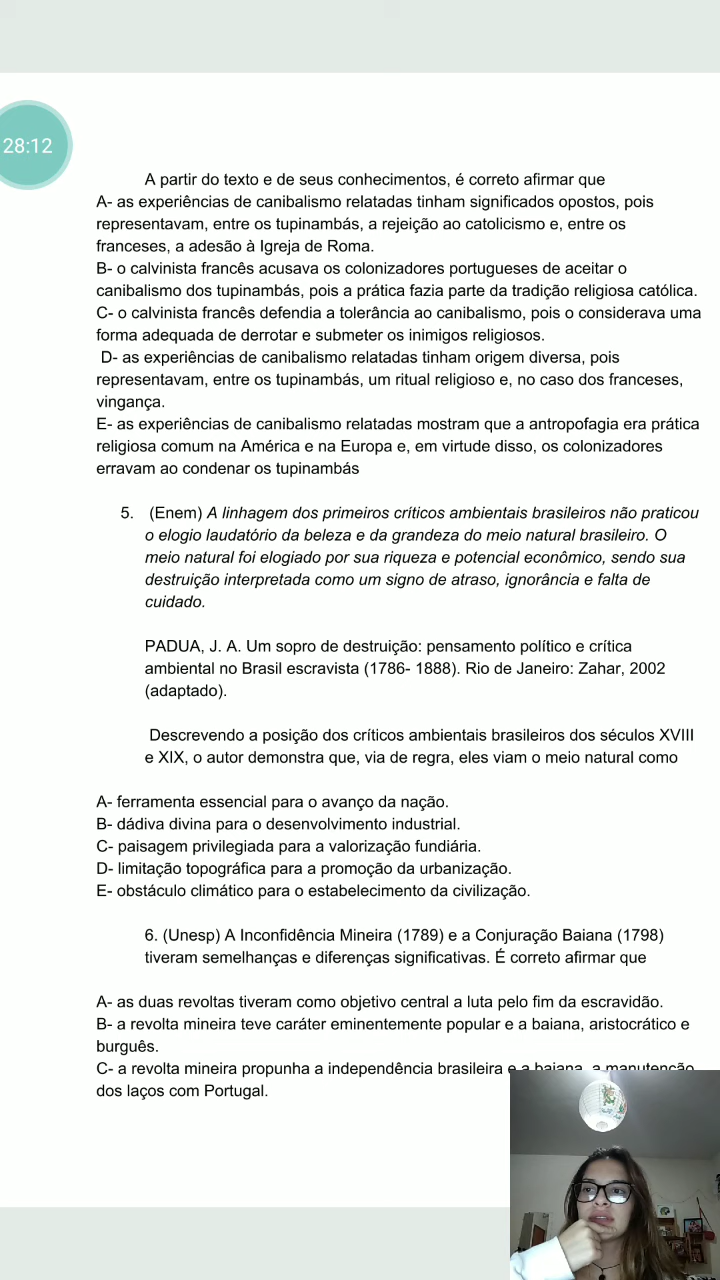 28:12
A partir do texto e de seus conhecimentos, é correto afirmar que
A- as experiências de canibalismo relatadas tinham significados opostos, pois
representavam, entre os tupinambás, a rejeição ao catolicismo e, entre os
franceses, a adesão à Igreja de Roma.
B- o calvinista francês acusava os colonizadores portugueses de aceitar o
canibalismo dos tupinambás, pois a prática fazia parte da tradição religiosa católica.
C- o calvinista francês defendia a tolerância ao canibalismo, pois o considerava uma
forma adequada de derrotar e submeter os inimigos religiosos.
D- as experiências de canibalismo relatadas tinham origem diversa, pois
representavam, entre os tupinambás, um ritual religioso e, no caso dos franceses,
vingança.
E- as experiências de canibalismo relatadas mostram que a antropofagia era prática
religiosa comum na América e na Europa e, em virtude disso, os colonizadores
erravam ao condenar os tupinambás
5. (Enem) A linhagem dos primeiros críticos ambientais brasileiros não praticou
o elogio laudatório da beleza e da grandeza do meio natural brasileiro. O
meio natural foi elogiado por sua riqueza e potencial econômico, sendo sua
destruição interpretada como um signo de atraso, ignorância e falta de
cuidado.
PADUA, J. A. Um sopro de destruição: pensamento político e crítica
ambiental no Brasil escravista (1786- 1888). Rio de Janeiro: Zahar, 2002
(adaptado).
Descrevendo a posição dos críticos ambientais brasileiros dos séculos XVIII
e XIX, o autor demonstra que, via de regra, eles viam o meio natural como
A- ferramenta essencial para o avanço da nação.
B- dádiva divina para o desenvolvimento industrial.
C- paisagem privilegiada para a valorização fundiária.
D- limitação topográfica para a promoção da urbanização.
E- obstáculo climático para o estabelecimento da civilização.
6. (Unesp) A Inconfidência Mineira (1789) e a Conjuração Baiana (1798)
tiveram semelhanças e diferenças significativas. É correto afirmar que
A- as duas revoltas tiveram como objetivo central a luta pelo fim da escravidão.
B- a revolta mineira teve caráter eminentemente popular e a baiana, aristocrático e
burguês.
C- a revolta mineira propunha a independência brasileira e a baiana, a manutenção
dos laços com Portugal.